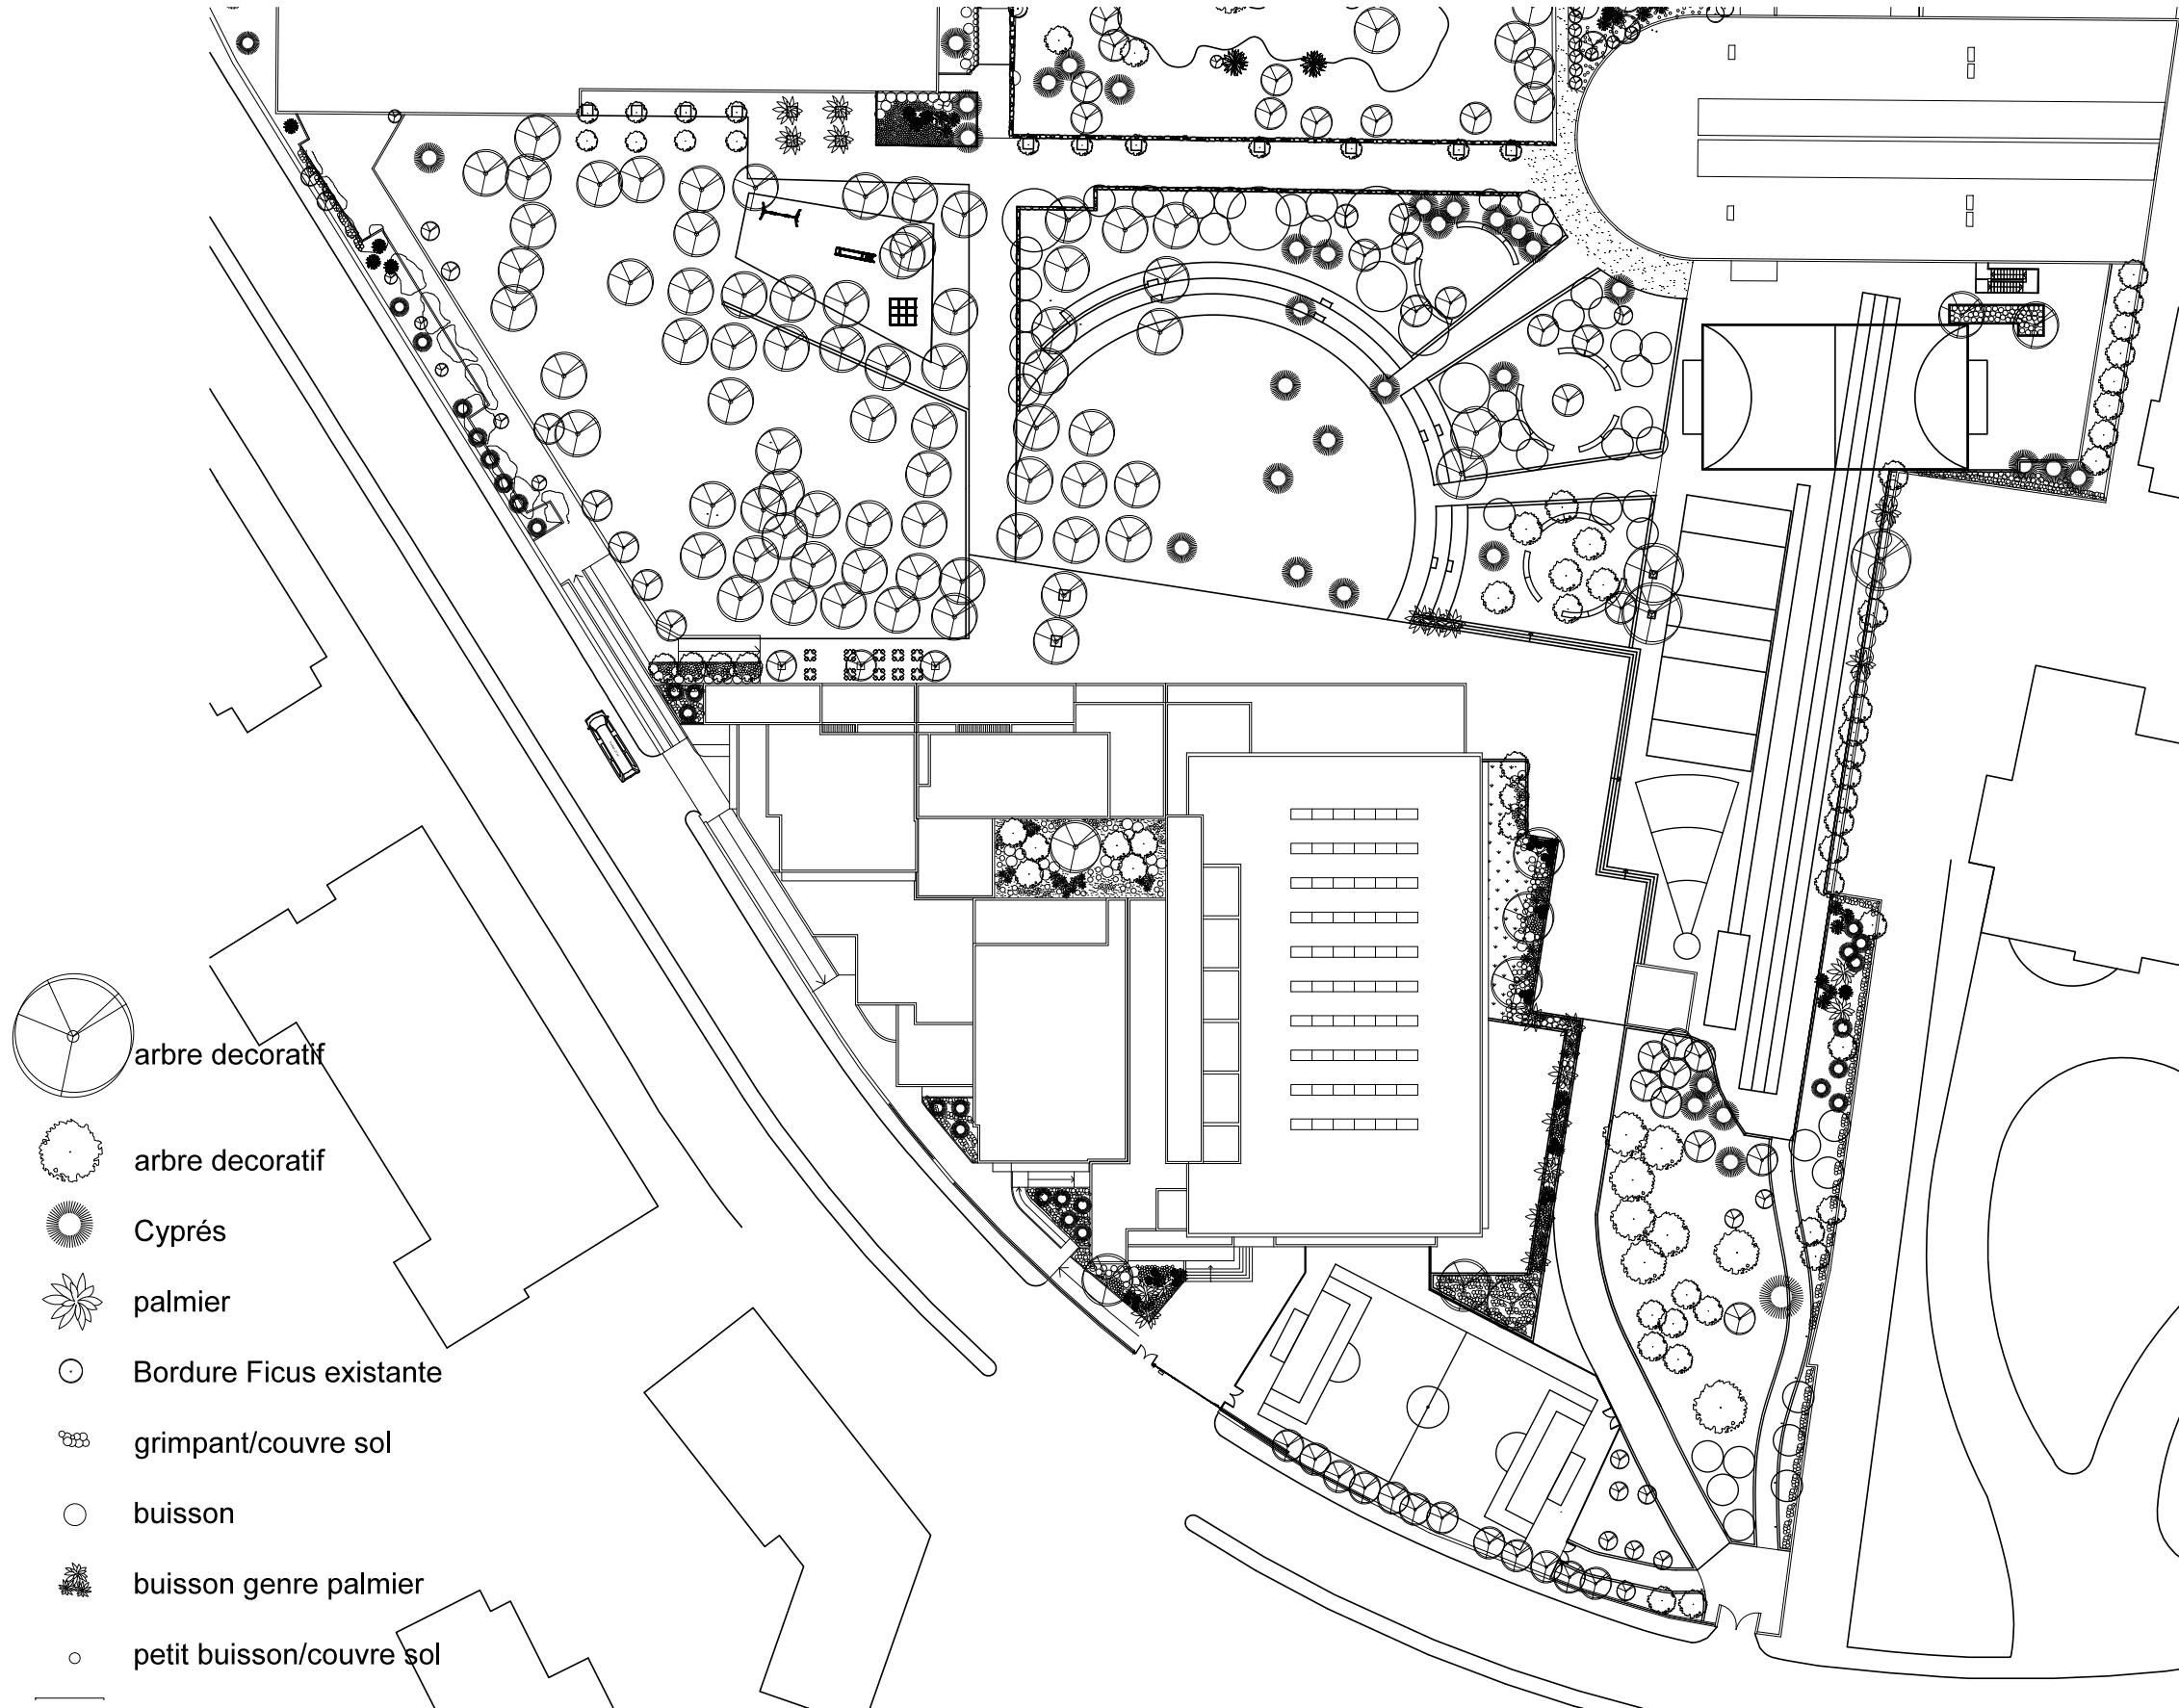 arbre decoratif
arbre decoratif
Cyprés
palmier
Bordure Ficus existante
grimpant/couvre sol
buisson
buisson genre palmier
petit buisson/couvre sol